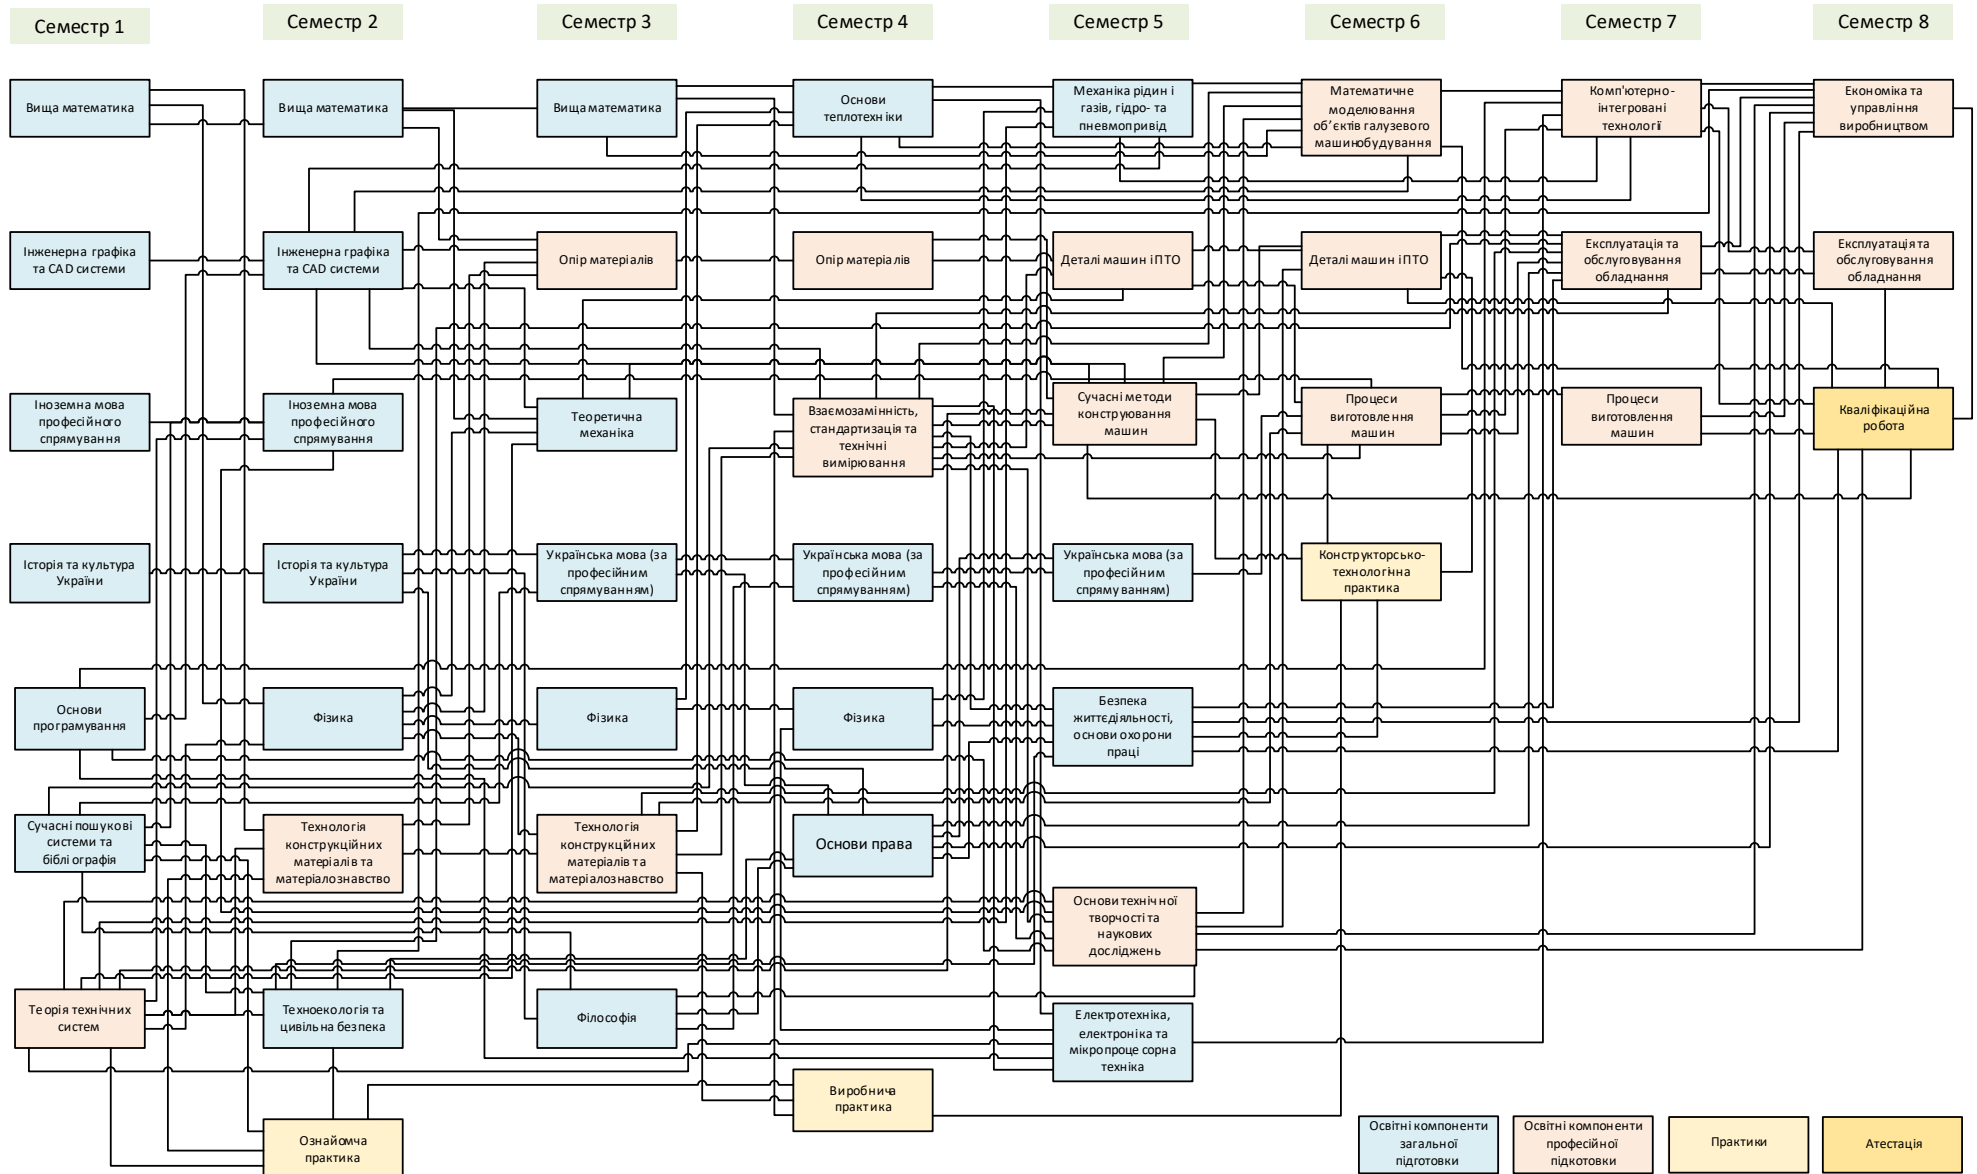 Семестр 1
Семестр 2
Семестр 3
Семестр 4
Семестр 5
Семестр 6
Семестр 7
Семестр 8
Вища математика
Вища математика
Вища математика
Основи
теплотехніки
Механіка рідин і
газів, гідро- та
пневмопривід
Математичне
моделювання
об’єктів галузевого
машинобудування
Комп'ютерно-
інтегровані
технології
Економіка та
управління
виробництвом
Інженерна графіка
та CAD системи
Інженерна графіка
та CAD системи
Опір матеріалів
Опір матеріалів
Деталі машин і ПТО
Деталі машин і ПТО
Експлуатація та
обслуговування
обладнання
Експлуатація та
обслуговування
обладнання
Іноземна мова
професійного
спрямування
Іноземна мова
професійного
спрямування
Теоретична
механіка
Взаємозамінність,
стандартизація та
технічні
вимірювання
Сучасні методи
конструювання
машин
Процеси
виготовлення
машин
Процеси
виготовлення
машин
Кваліфікаційна
робота
Історія та культура
України
Історія та культура
України
Українська мова (за
професійним
спрямуванням)
Українська мова (за
професійним
спрямуванням)
Українська мова (за
професійним
спрямуванням)
Конструкторсько-
технологічна
практика
Основи
програмування
Фізика
Фізика
Фізика
Безпека
життєдіяльності,
основи охорони
праці
Сучасні пошукові
системи та
бібліографія
Технологія
конструкційних
матеріалів та
матеріалознавство
Технологія
конструкційних
матеріалів та
матеріалознавство
Основи права
Основи технічної
творчості та
наукових
досліджень
Теорія технічних
систем
Техноекологія та
цивільна безпека
Філософія
Електротехніка,
електроніка та
мікропроцесорна
техніка
Ознайомча
практика
Виробнича
практика
Освітні компоненти
загальної
підготовки
Освітні компоненти
професійної
підкотовки
Практики
Атестація